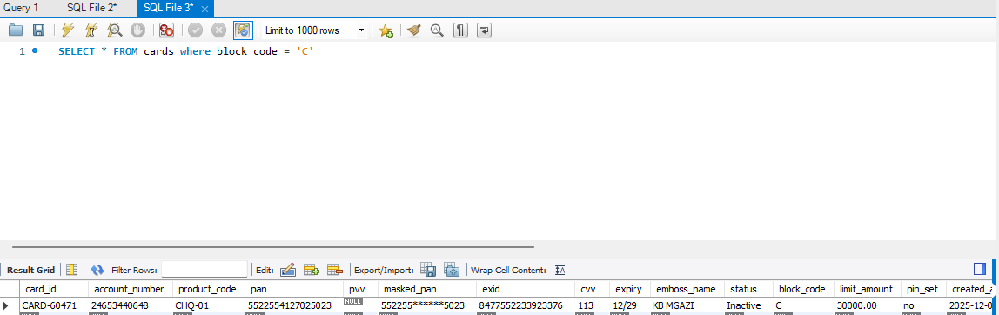 Query 1 SQL File 2* SQL File 3* ×
Limit to 1000 rows
1 SELECT * FROM cards where block_code = 'C'
Result Grid Filter Rows: Edit: Export/Import: Wrap Cell Content:
card_id account_number product_code pan pvv masked_pan exid cvv expiry emboss_name status block_code limit_amount pin_set created_a
CARD-60471 24653440648 CHQ-01 5522554127025023 NULL 552255******5023 8477552233923376 113 12/29 KB MGAZI Inactive C 30000.00 no 2025-12-0